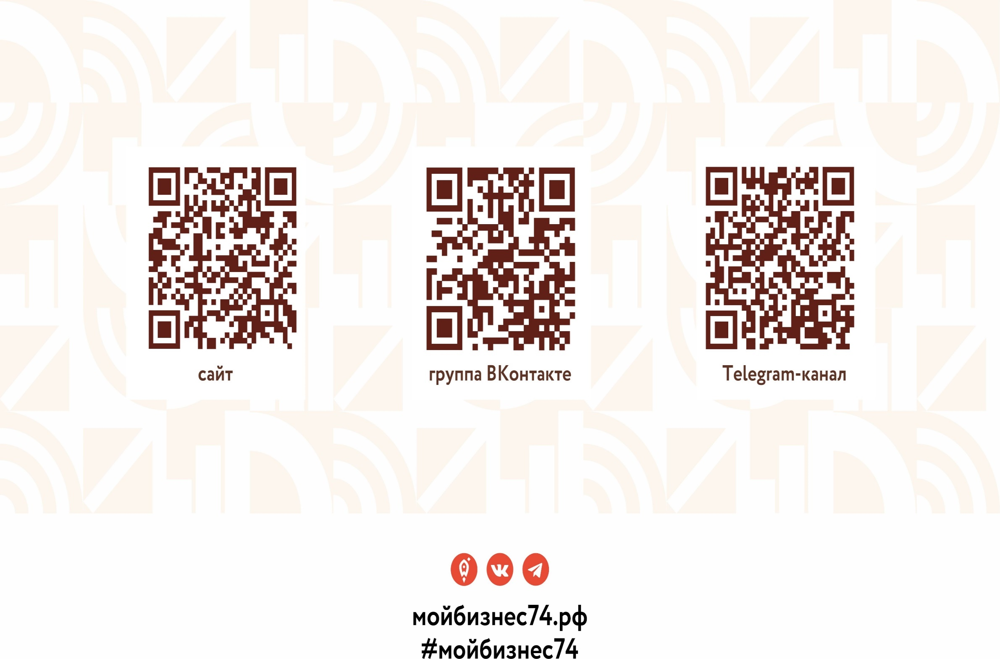 сайт
группа ВКонтакте
Telegram-канал
мойбизнес74.рф
#мойбизнес74